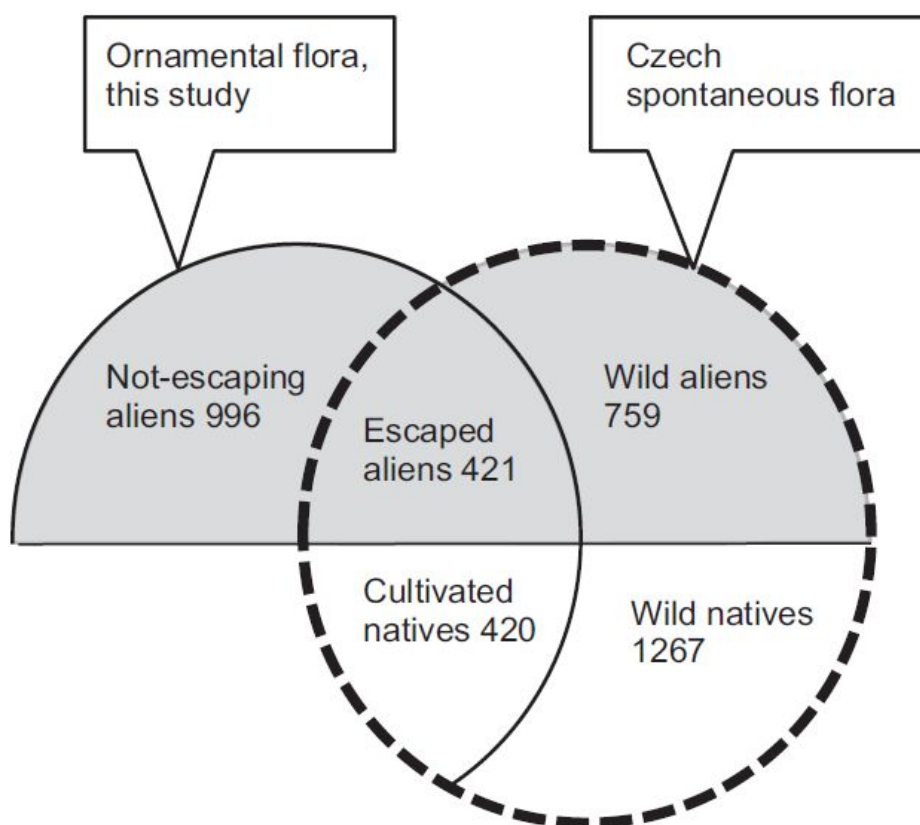 Ornamental flora,
this study
Czech
spontaneous flora
Not-escaping
aliens 996
Escaped
aliens 421
Wild aliens
759
Cultivated
natives 420
Wild natives
1267